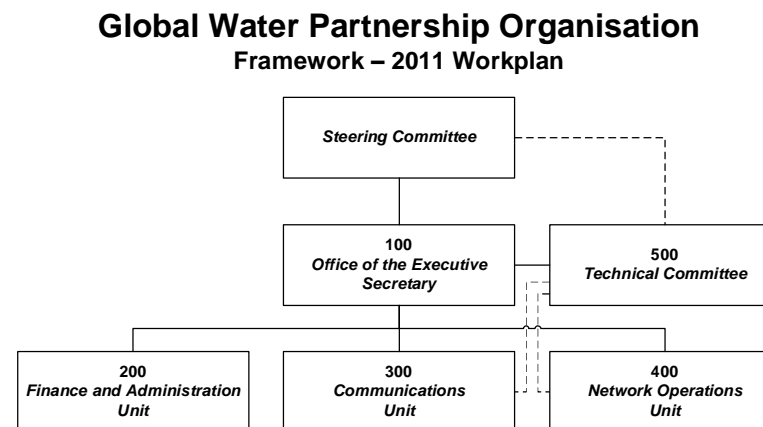 Global Water Partnership Organisation
Framework – 2011 Workplan
Steering Committee
100
Office of the Executive
Secretary
500
Technical Committee
200
Finance and Administration
Unit
300
Communications
Unit
400
Network Operations
Unit